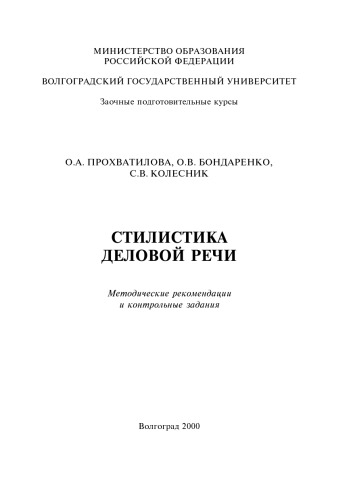 МИНИСТЕРСТВО ОБРАЗОВАНИЯ
РОССИЙСКОЙ ФЕДЕРАЦИИ
ВОЛГОГРАДСКИЙ ГОСУДАРСТВЕННЫЙ УНИВЕРСИТЕТ
Заочные подготовительные курсы
О.А. ПРОХВАТИЛОВА, О.В. БОНДАРЕНКО,
С.В. КОЛЕСНИК
СТИЛИСТИКА
ДЕЛОВОЙ РЕЧИ
Методические рекомендации
и контрольные задания
Волгоград 2000